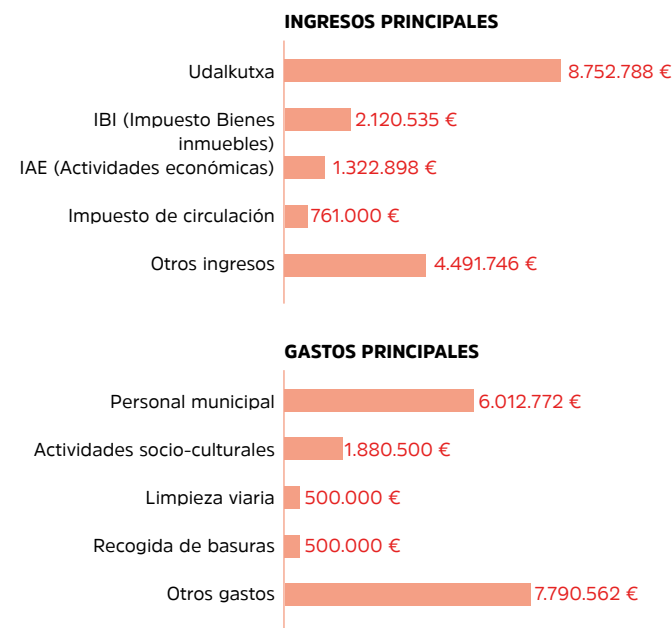 INGRESOS PRINCIPALES
Udalkutxa 8.752.788 €
IBI (Impuesto Bienes 2.120.535 €
inmuebles)
IAE (Actividades económicas) 1.322.898 €
Impuesto de circulación 761.000 €
Otros ingresos 4.491.746 €
GASTOS PRINCIPALES
Personal municipal 6.012.772 €
Actividades socio-culturales 1.880.500 €
Limpieza viaria 500.000 €
Recogida de basuras 500.000 €
Otros gastos 7.790.562 €